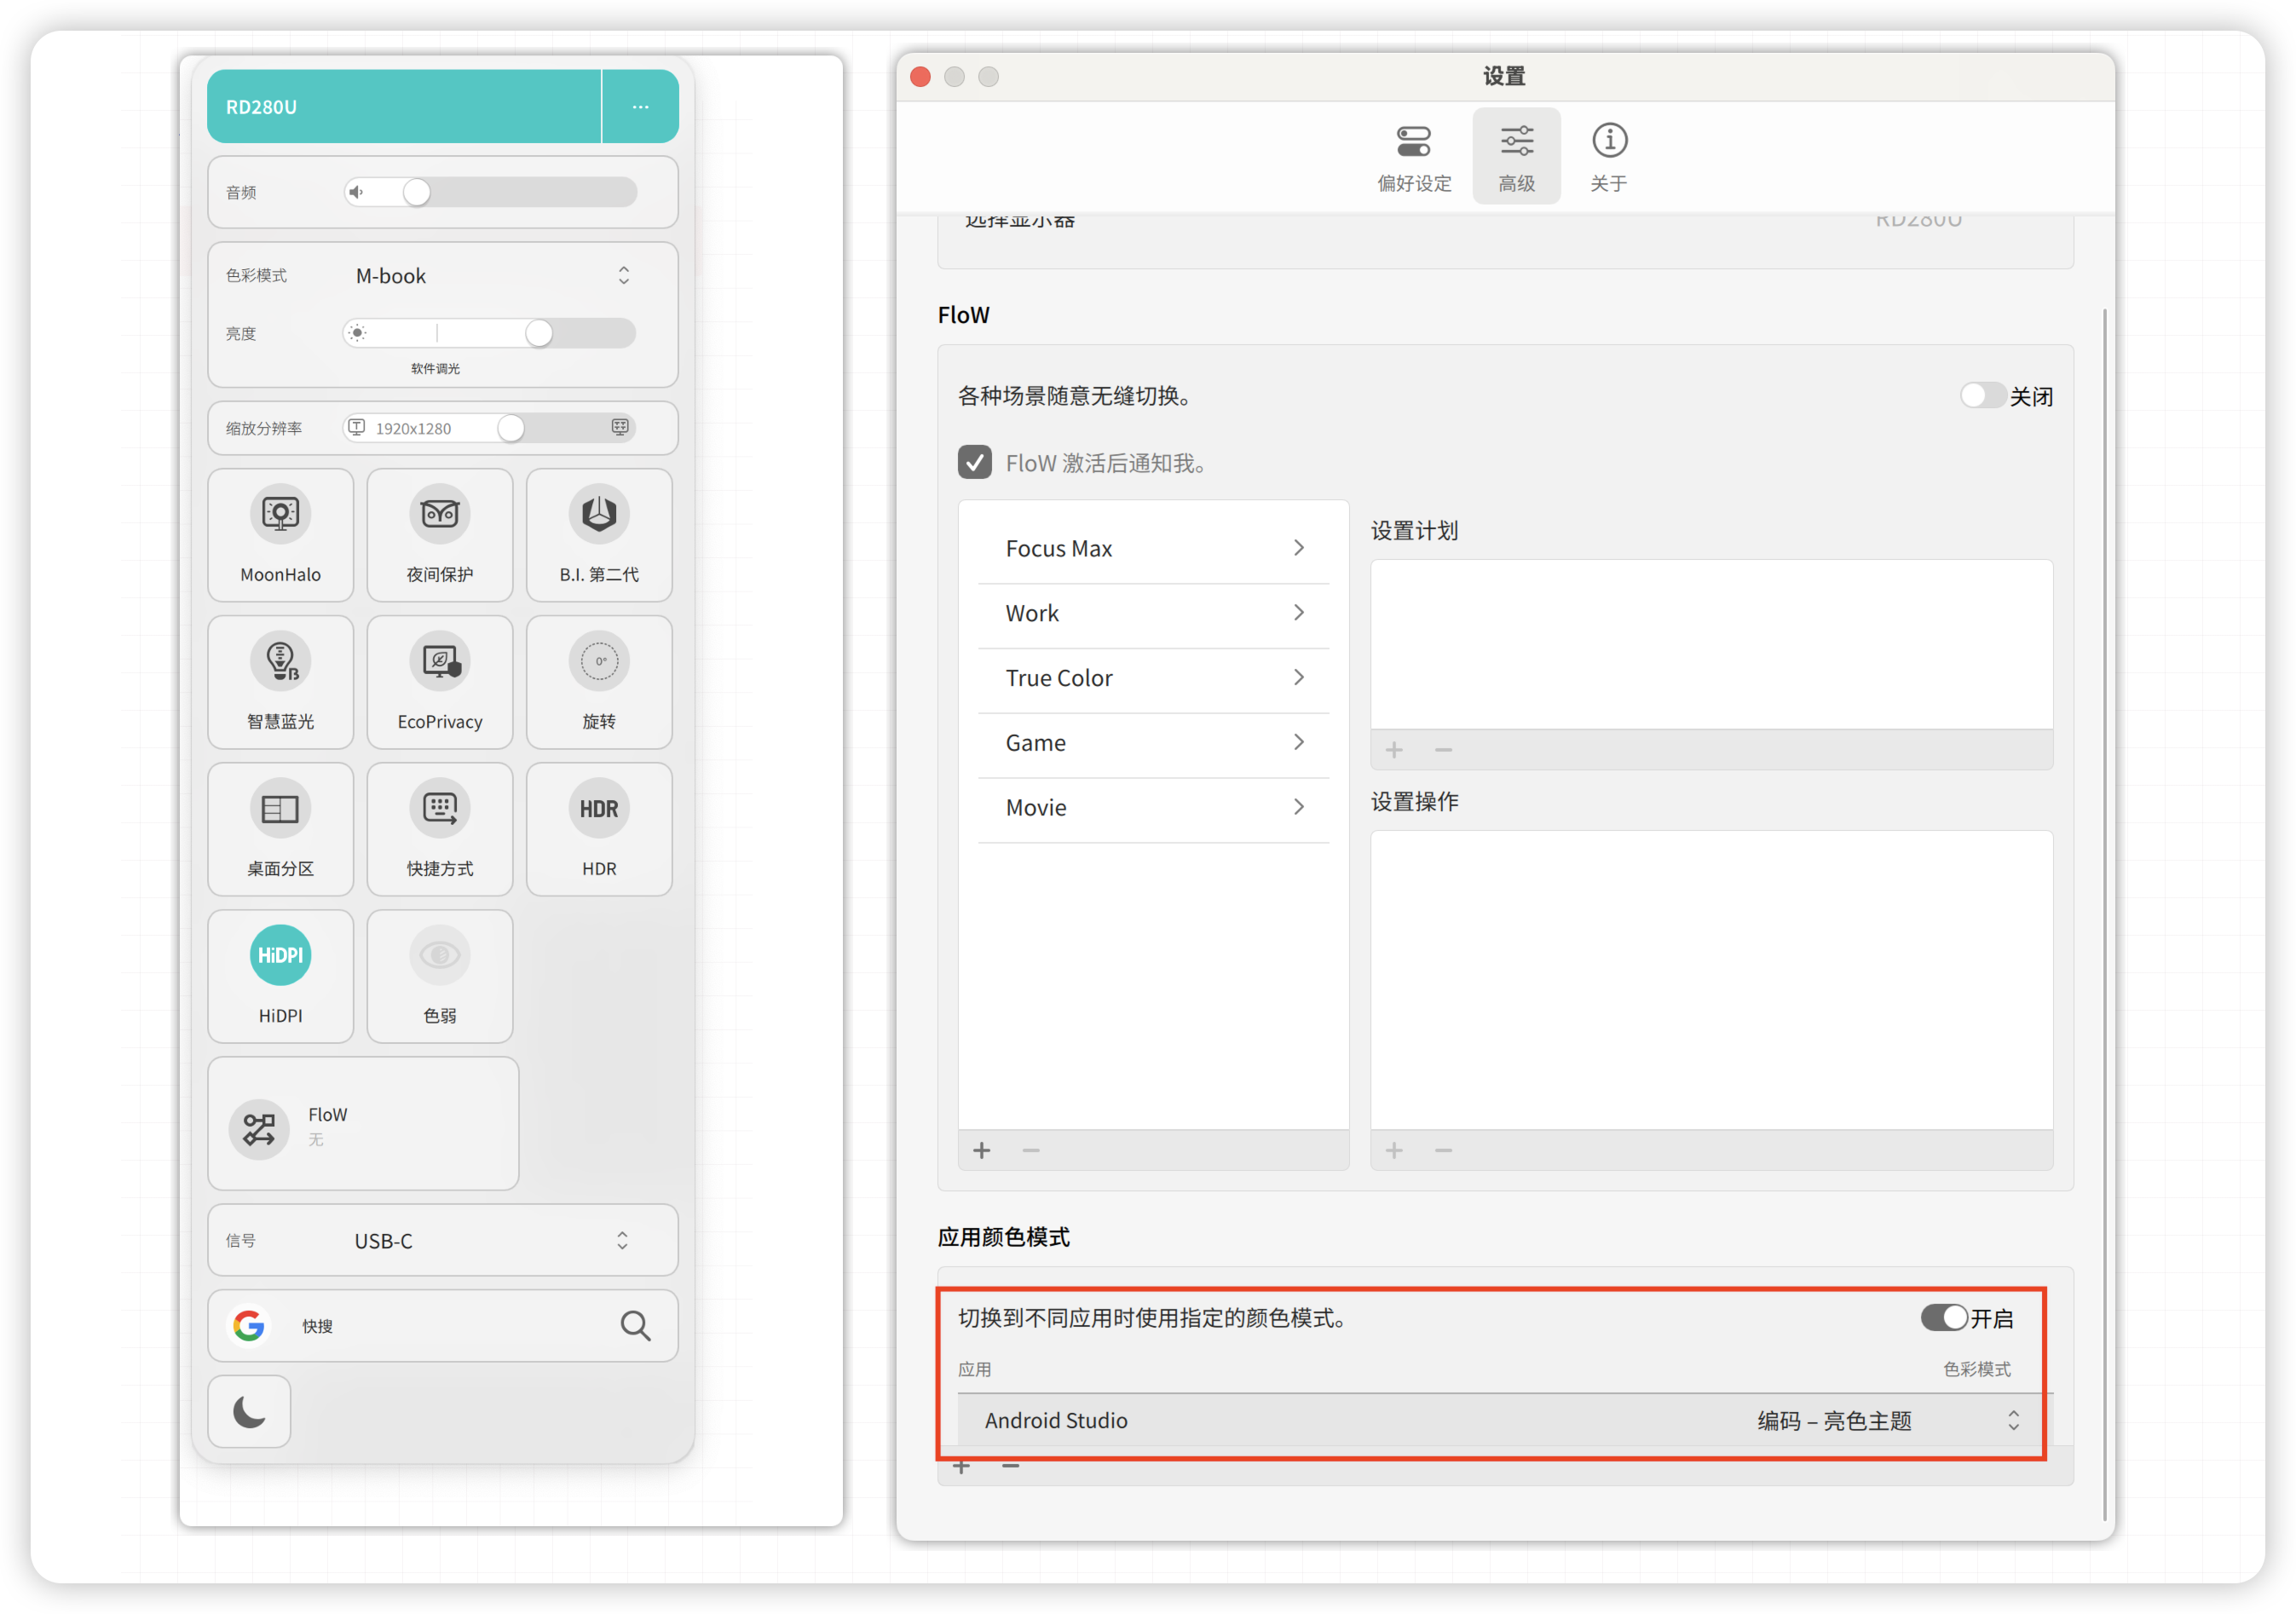 RD280U
...
音频
色彩模式
M-book
亮度
软件调光
缩放分辨率
1920x1280
MoonHalo
夜间保护
B.I. 第二代
智慧蓝光
EcoPrivacy
0°
旋转
桌面分区
快捷方式
HDR
HDR
HiDPI
HiDPI
色弱
FloW
无
信号
USB-C
快搜
设置
偏好设定
高级
关于
选择显示器
RD280U
FloW
各种场景随意无缝切换。
关闭
FloW 激活后通知我。
Focus Max
Work
True Color
Game
Movie
设置计划
设置操作
应用颜色模式
切换到不同应用时使用指定的颜色模式。
开启
应用
色彩模式
Android Studio
编码 – 亮色主题